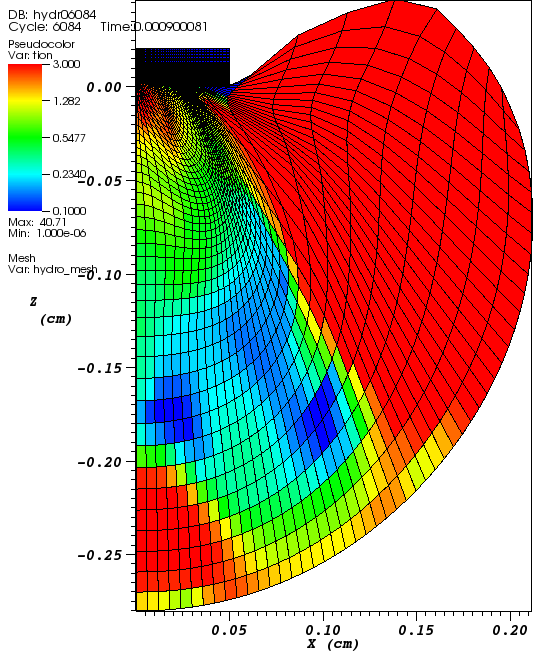 DB: hydr06084
Cycle: 6084 Time:0.000900081
Pseudocolor
Var: tion
3.000
1.282
0.5477
0.2340
0.1000
Max: 40.71
Min: 1.000e-06
Mesh
Var: hydro_mesh
Z
(cm)
0.00
-0.05
-0.10
-0.15
-0.20
-0.25
0.05 0.10 0.15 0.20
X (cm)